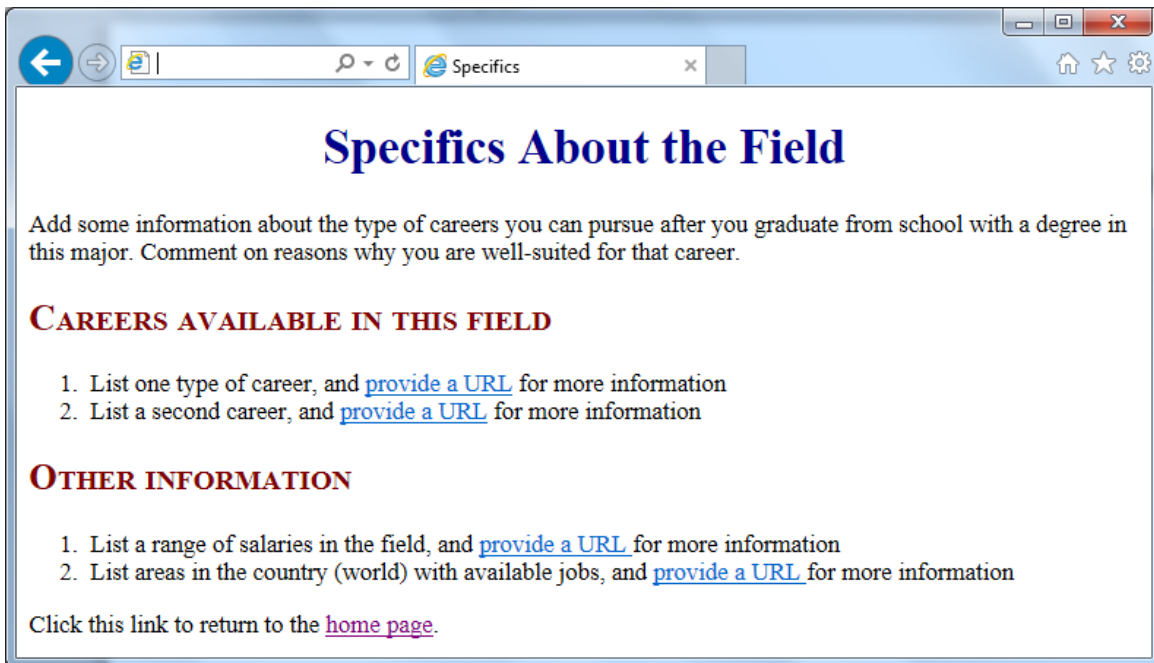 Specifics
Specifics About the Field
Add some information about the type of careers you can pursue after you graduate from school with a degree in
this major. Comment on reasons why you are well-suited for that career.
Careers available in this field
1. List one type of career, and provide a URL for more information
2. List a second career, and provide a URL for more information
Other information
1. List a range of salaries in the field, and provide a URL for more information
2. List areas in the country (world) with available jobs, and provide a URL for more information
Click this link to return to the home page.